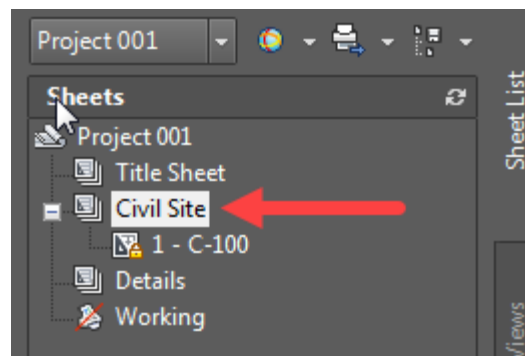 Project 001
Sheets
Project 001
Title Sheet
Civil Site
1 - C-100
Details
Working
Sheet List
Views